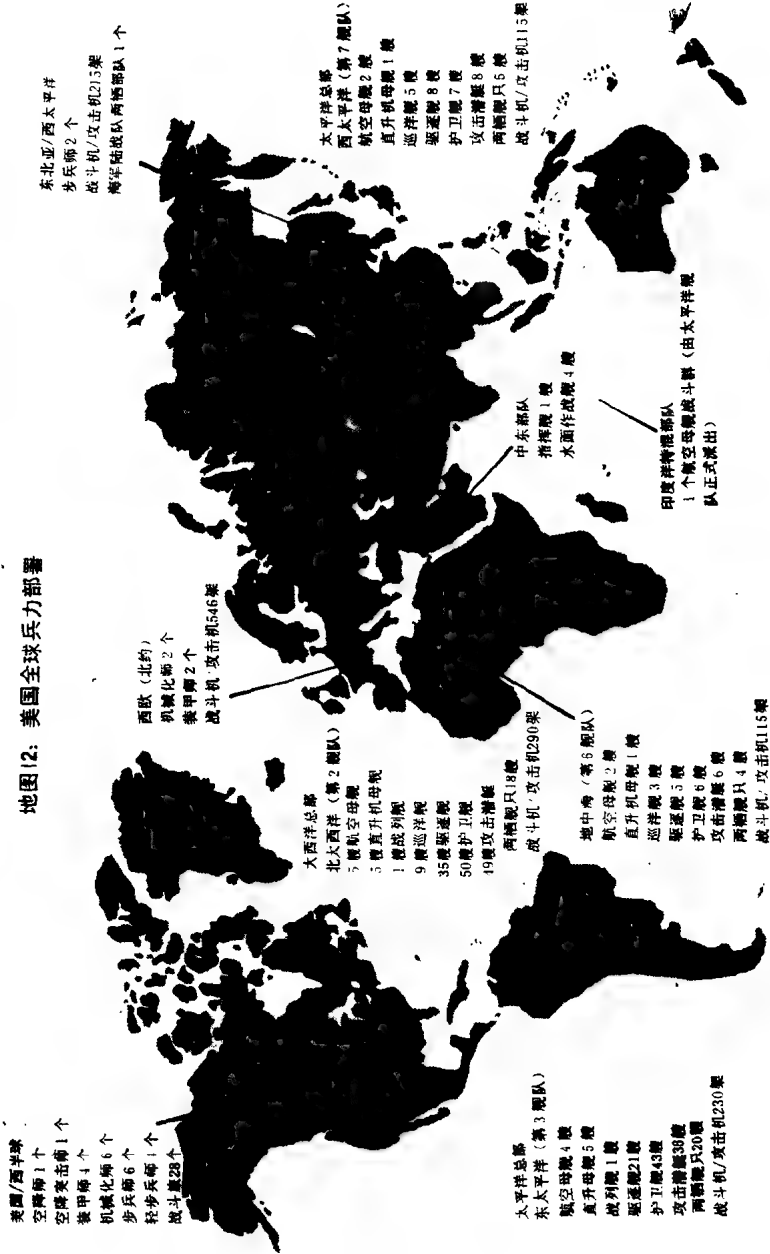 地图12：美国全球兵力部署
美国/西半球
空降师1个
空降突击师1个
装甲师4个
机械化师6个
步兵师6个
轻步兵师1个
战斗联28个
西欧（北约）
机械化师2个
装甲师2个
战斗机·攻击机546架
东北亚/西太平洋
步兵师2个
战斗机/攻击机215架
海军陆战队两栖部队1个
大西洋总部
北大西洋（第2舰队）
5艘航空母舰
5艘直升机母舰
1艘战列舰
9艘巡洋舰
35艘驱逐舰
50艘护卫舰
49艘攻击潜艇
两栖舰只18艘
战斗机·攻击机290架
太平洋总部
西太平洋（第7舰队）
航空母舰2艘
直升机母舰1艘
巡洋舰5艘
驱逐舰8艘
护卫舰7艘
攻击潜艇8艘
两栖舰只6艘
战斗机/攻击机115架
中东部队
指挥舰1艘
水面作战舰4艘
太平洋总部
东太平洋（第3舰队）
航空母舰4艘
直升母舰5艘
战列舰1艘
驱逐舰21艘
护卫舰43艘
攻击潜艇38艘
两栖舰只20艘
战斗机/攻击机230架
地中海（第6舰队）
航空母舰2艘
直升机母舰1艘
巡洋舰3艘
驱逐舰5艘
护卫舰6艘
攻击潜艇6艘
两栖舰只4艘
战斗机/攻击机115架
印度洋特混部队
1个航空母舰战斗群（由太平洋舰
队正式派出）